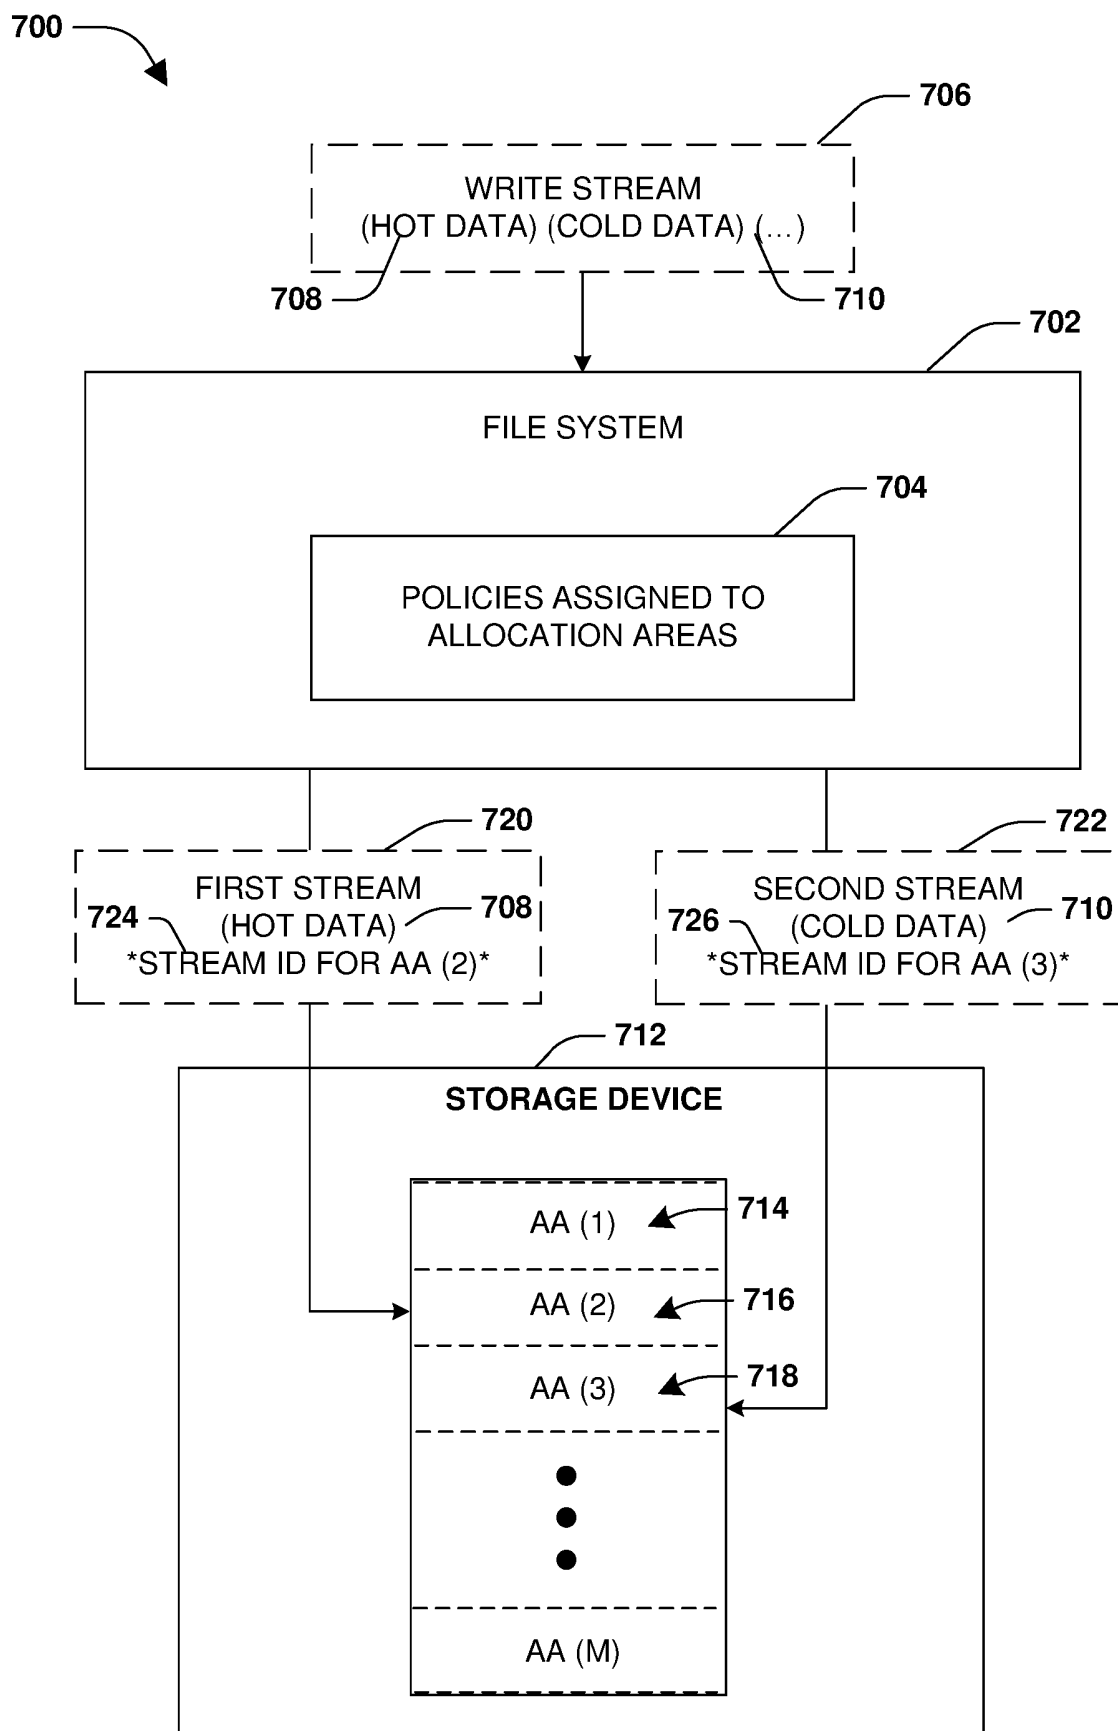 700
706
WRITE STREAM
(HOT DATA) (COLD DATA) (...)
708
710
702
FILE SYSTEM
704
POLICIES ASSIGNED TO
ALLOCATION AREAS
720
722
FIRST STREAM
(HOT DATA)
708
724
*STREAM ID FOR AA (2)*
SECOND STREAM
(COLD DATA)
710
726
*STREAM ID FOR AA (3)*
712
STORAGE DEVICE
AA (1)
714
AA (2)
716
AA (3)
718
AA (M)